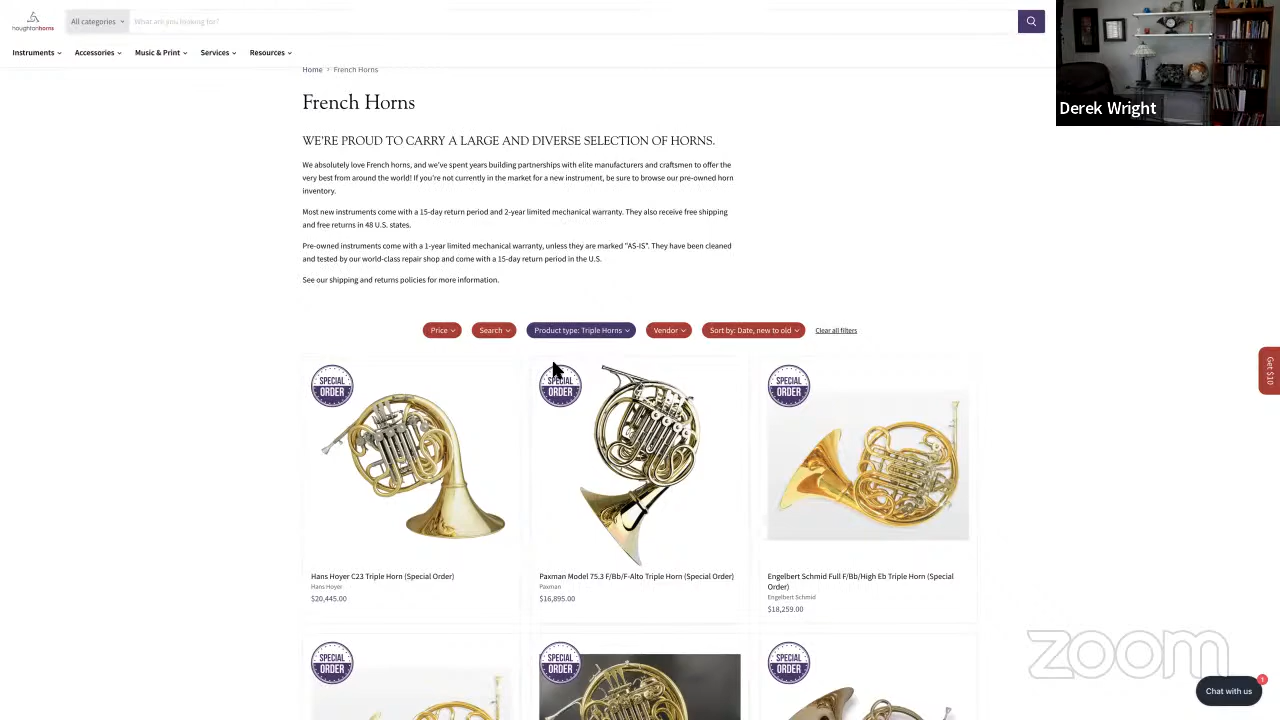 houghtonhorns
All categories
What are you looking for?
Instruments
Accessories
Music & Print
Services
Resources
Derek Wright
Home > French Horns
French Horns
WE'RE PROUD TO CARRY A LARGE AND DIVERSE SELECTION OF HORNS.
We absolutely love French horns, and we've spent years building partnerships with elite manufacturers and craftsmen to offer the
very best from around the world! If you're not currently in the market for a new instrument, be sure to browse our pre-owned horn
inventory.
Most new instruments come with a 15-day return period and 2-year limited mechanical warranty. They also receive free shipping
and free returns in 48 U.S. states.
Pre-owned instruments come with a 1-year limited mechanical warranty, unless they are marked "AS-IS". They have been cleaned
and tested by our world-class repair shop and come with a 15-day return period in the U.S.
See our shipping and returns policies for more information.
Price
Search
Product type: Triple Horns
Vendor
Sort by: Date, new to old
Clear all filters
Get $10
SPECIAL
ORDER
SPECIAL
ORDER
SPECIAL
ORDER
Hans Hoyer C23 Triple Horn (Special Order)
Hans Hoyer
$20,445.00
Paxman Model 75.3 F/Bb/F-Alto Triple Horn (Special Order)
Paxman
$16,895.00
Engelbert Schmid Full F/Bb/High Eb Triple Horn (Special
Order)
Engelbert Schmid
$18,259.00
SPECIAL
ORDER
SPECIAL
ORDER
SPECIAL
ORDER
zoom
Chat with us
1